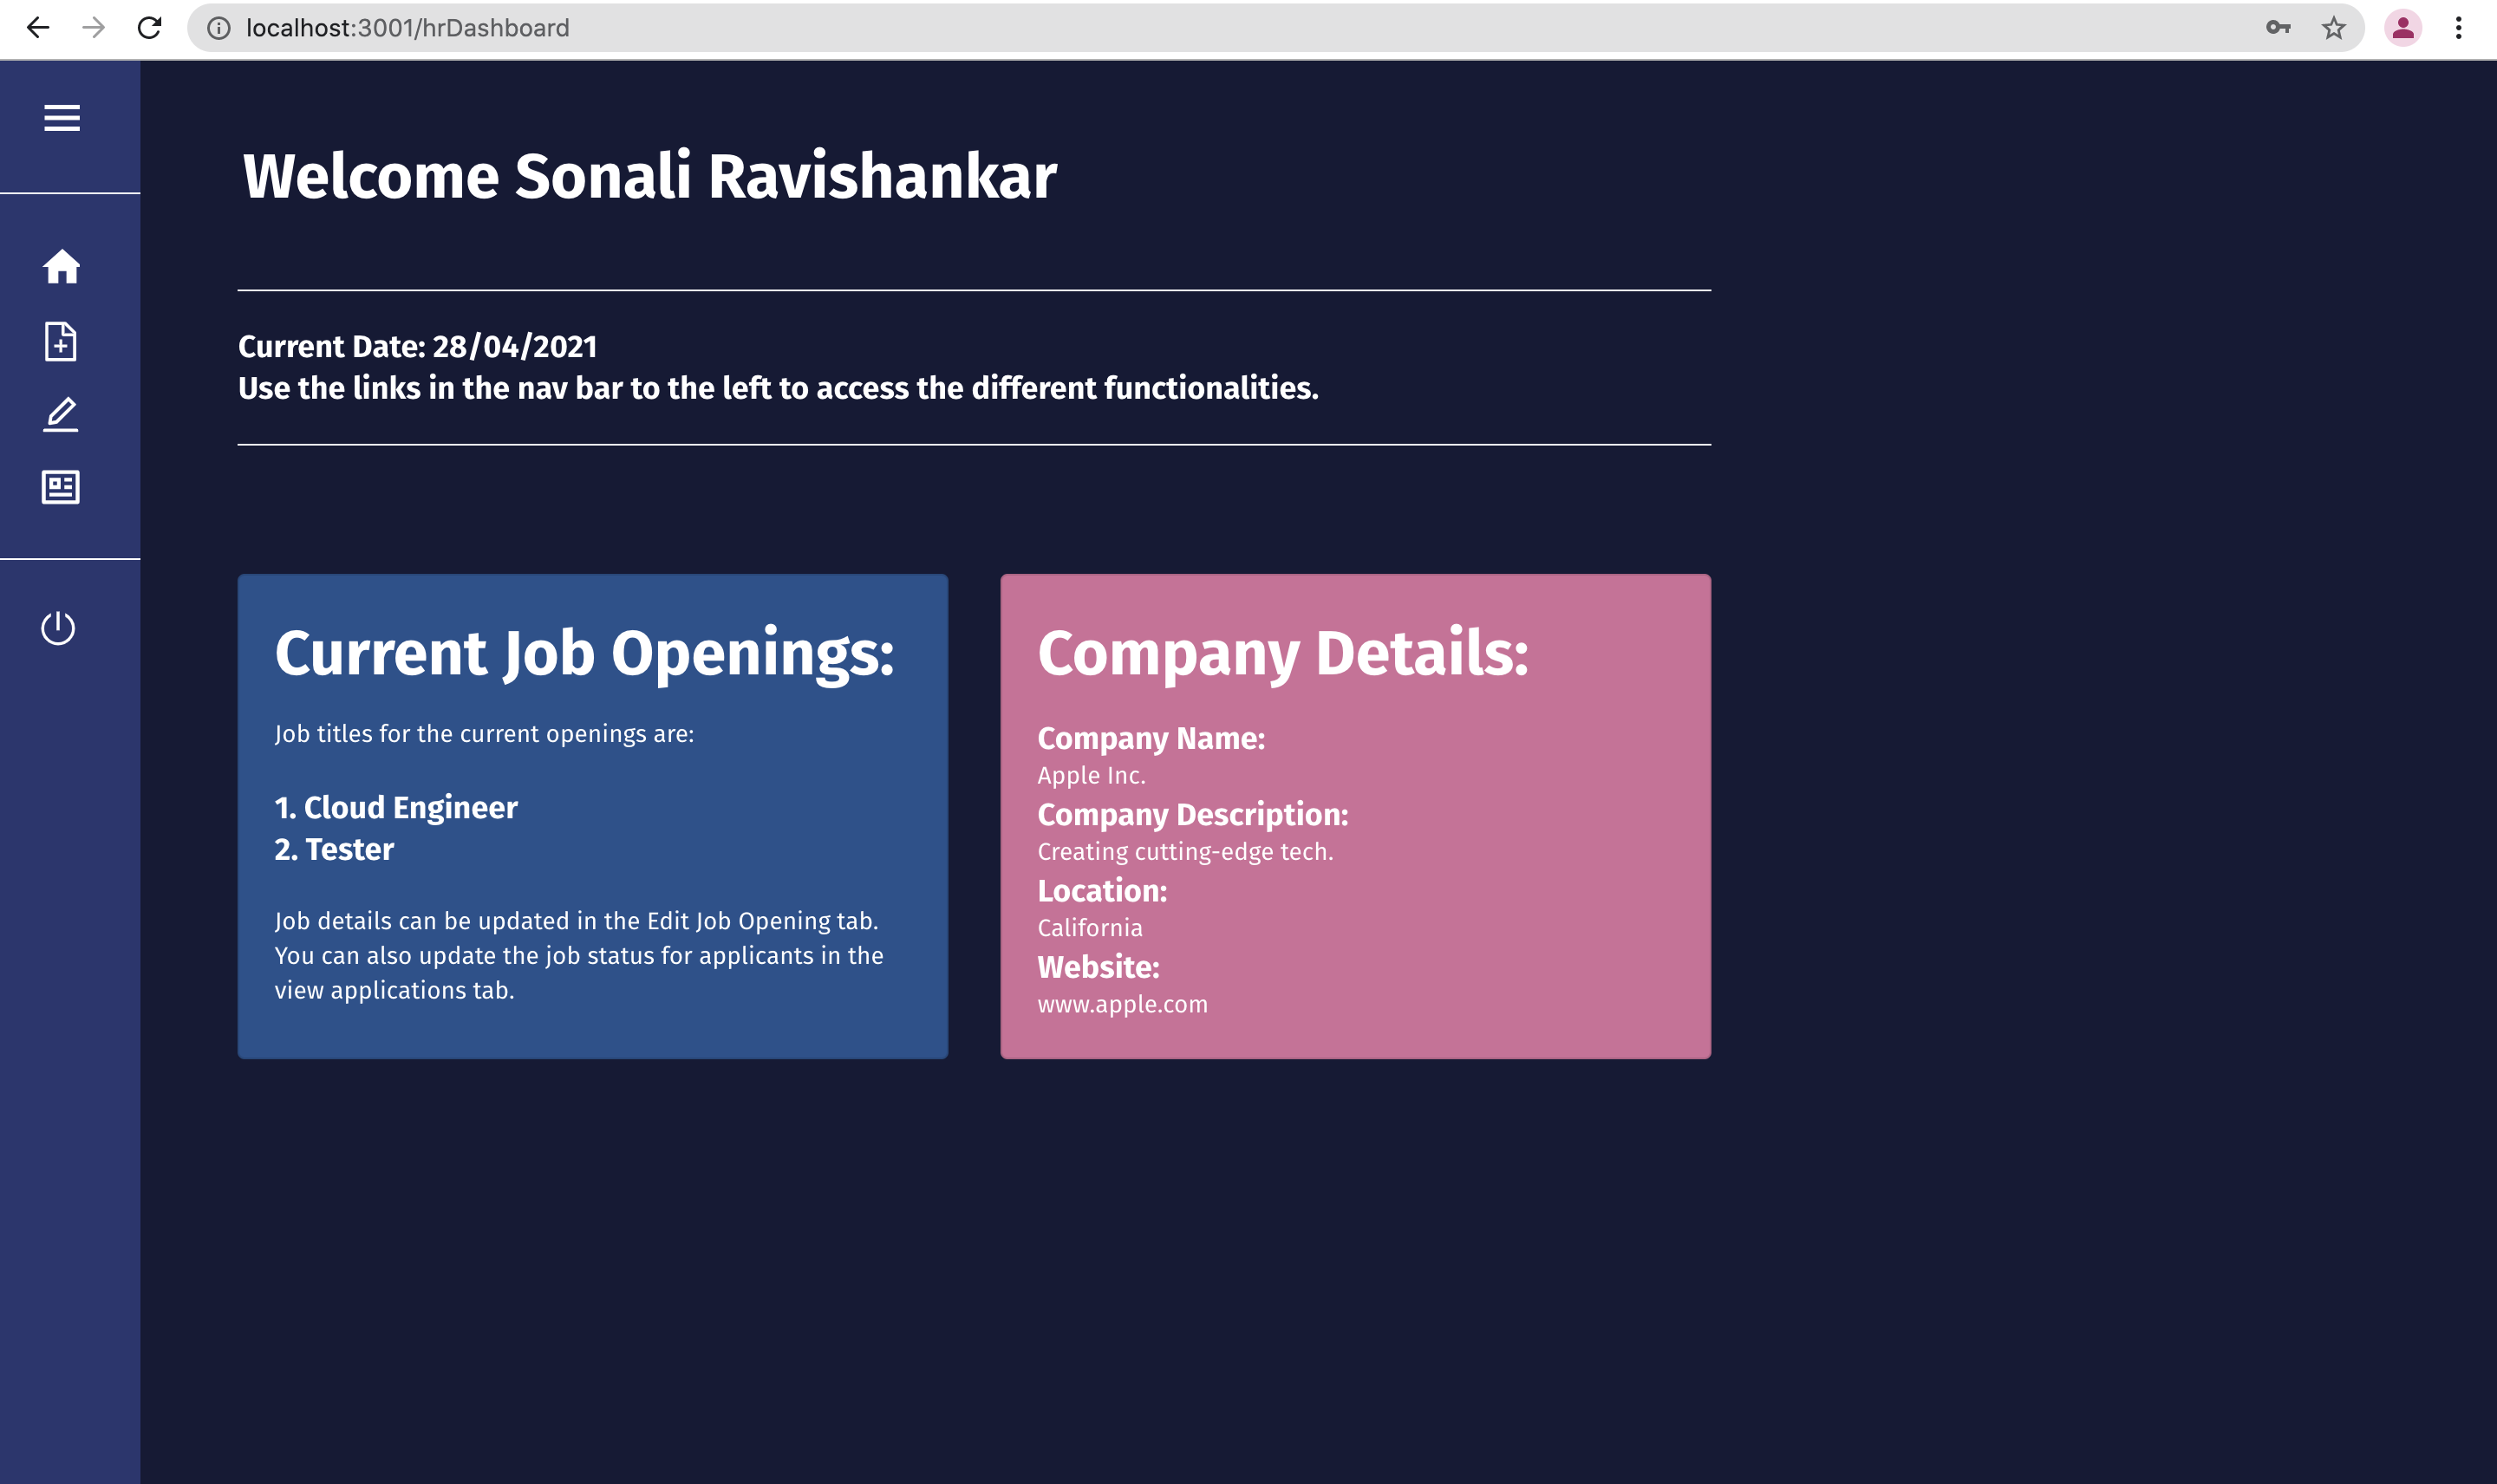 localhost:3001/hrDashboard
Welcome Sonali Ravishankar
Current Date: 28/04/2021
Use the links in the nav bar to the left to access the different functionalities.
Current Job Openings:
Job titles for the current openings are:
1. Cloud Engineer
2. Tester
Job details can be updated in the Edit Job Opening tab.
You can also update the job status for applicants in the
view applications tab.
Company Details:
Company Name:
Apple Inc.
Company Description:
Creating cutting-edge tech.
Location:
California
Website:
www.apple.com